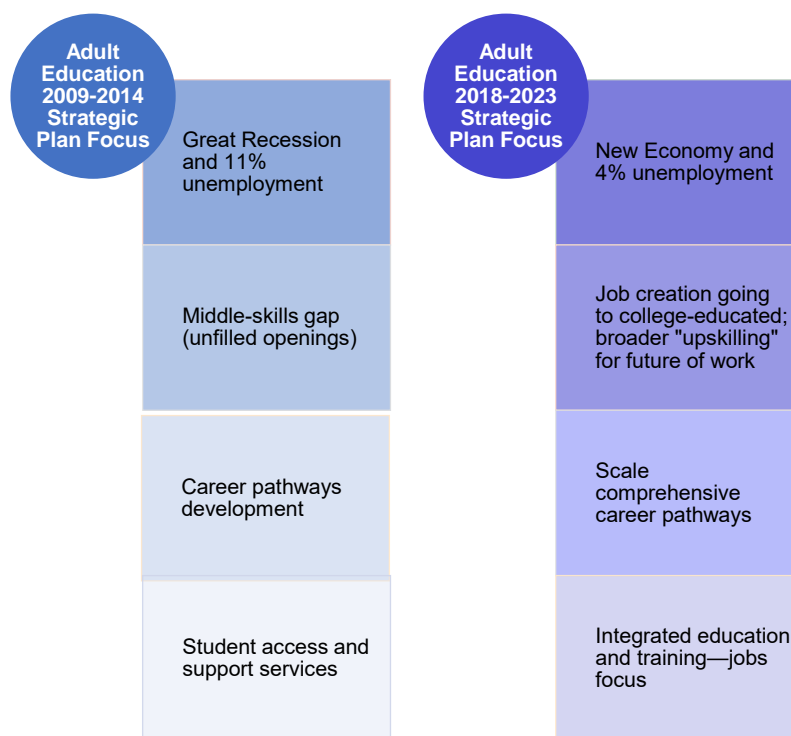 Adult
Education
2009-2014
Strategic
Plan Focus
Great Recession
and 11%
unemployment
Middle-skills gap
(unfilled openings)
Career pathways
development
Student access and
support services
Adult
Education
2018-2023
Strategic
Plan Focus
New Economy and
4% unemployment
Job creation going
to college-educated;
broader "upskilling"
for future of work
Scale
comprehensive
career pathways
Integrated education
and training—jobs
focus